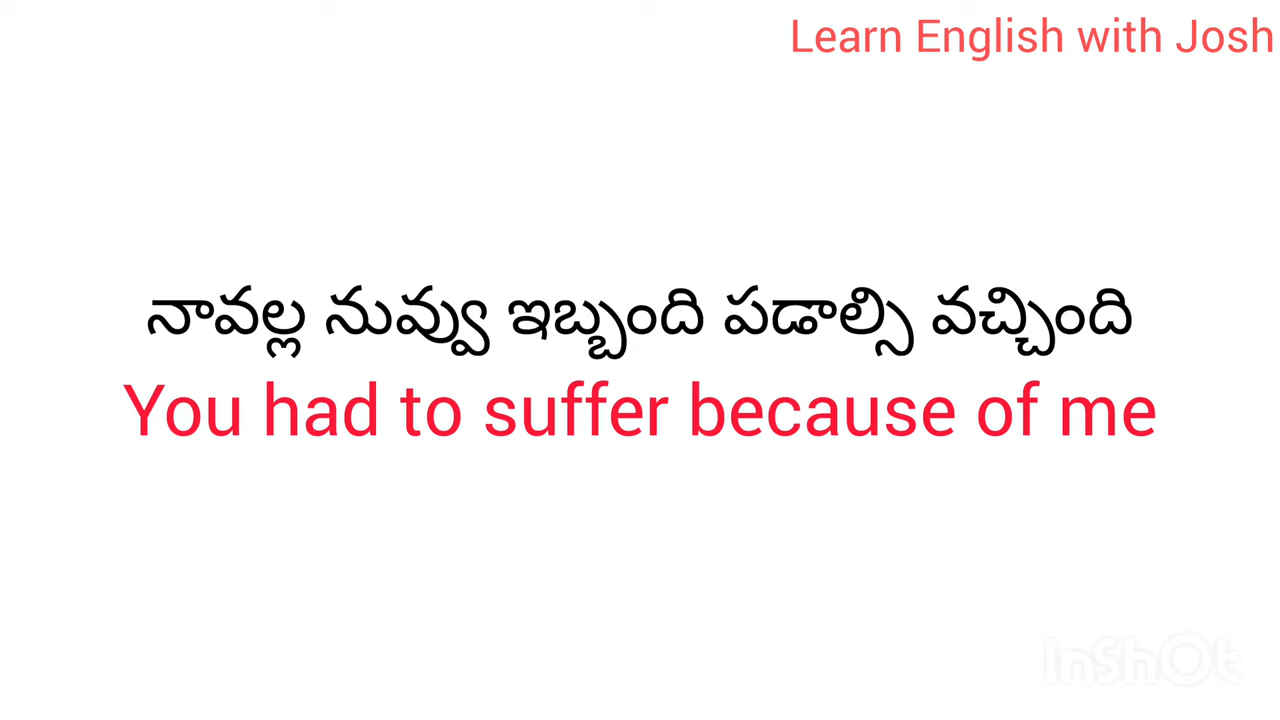 Learn English with Josh
నావల్ల నువ్వు ఇబ్బంది పడాల్సి వచ్చింది
You had to suffer because of me
InShOt